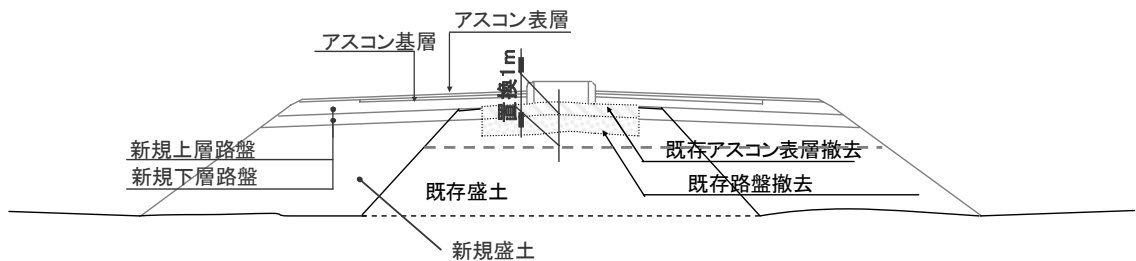 アスコン表層
アスコン基層
置換1m
新規上層路盤
新規下層路盤
既存アスコン表層撤去
既存路盤撤去
既存盛土
新規盛土